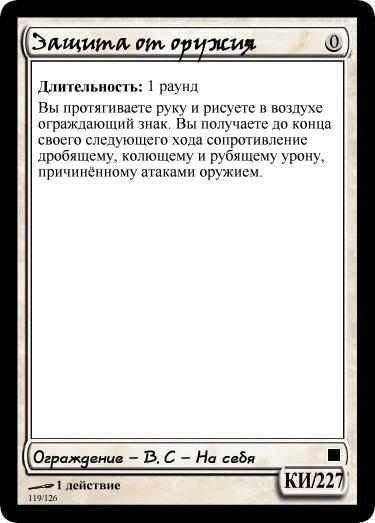 Защита от оружия 0
Длительность: 1 раунд
Вы протягиваете руку и рисуете в воздухе
ограждающий знак. Вы получаете до конца
своего следующего хода сопротивление
дробящему, колющему и рубящему урону,
причинённому атаками оружием.
Ограждение – В, С – На себя
КИ/227
1 действие
119/126